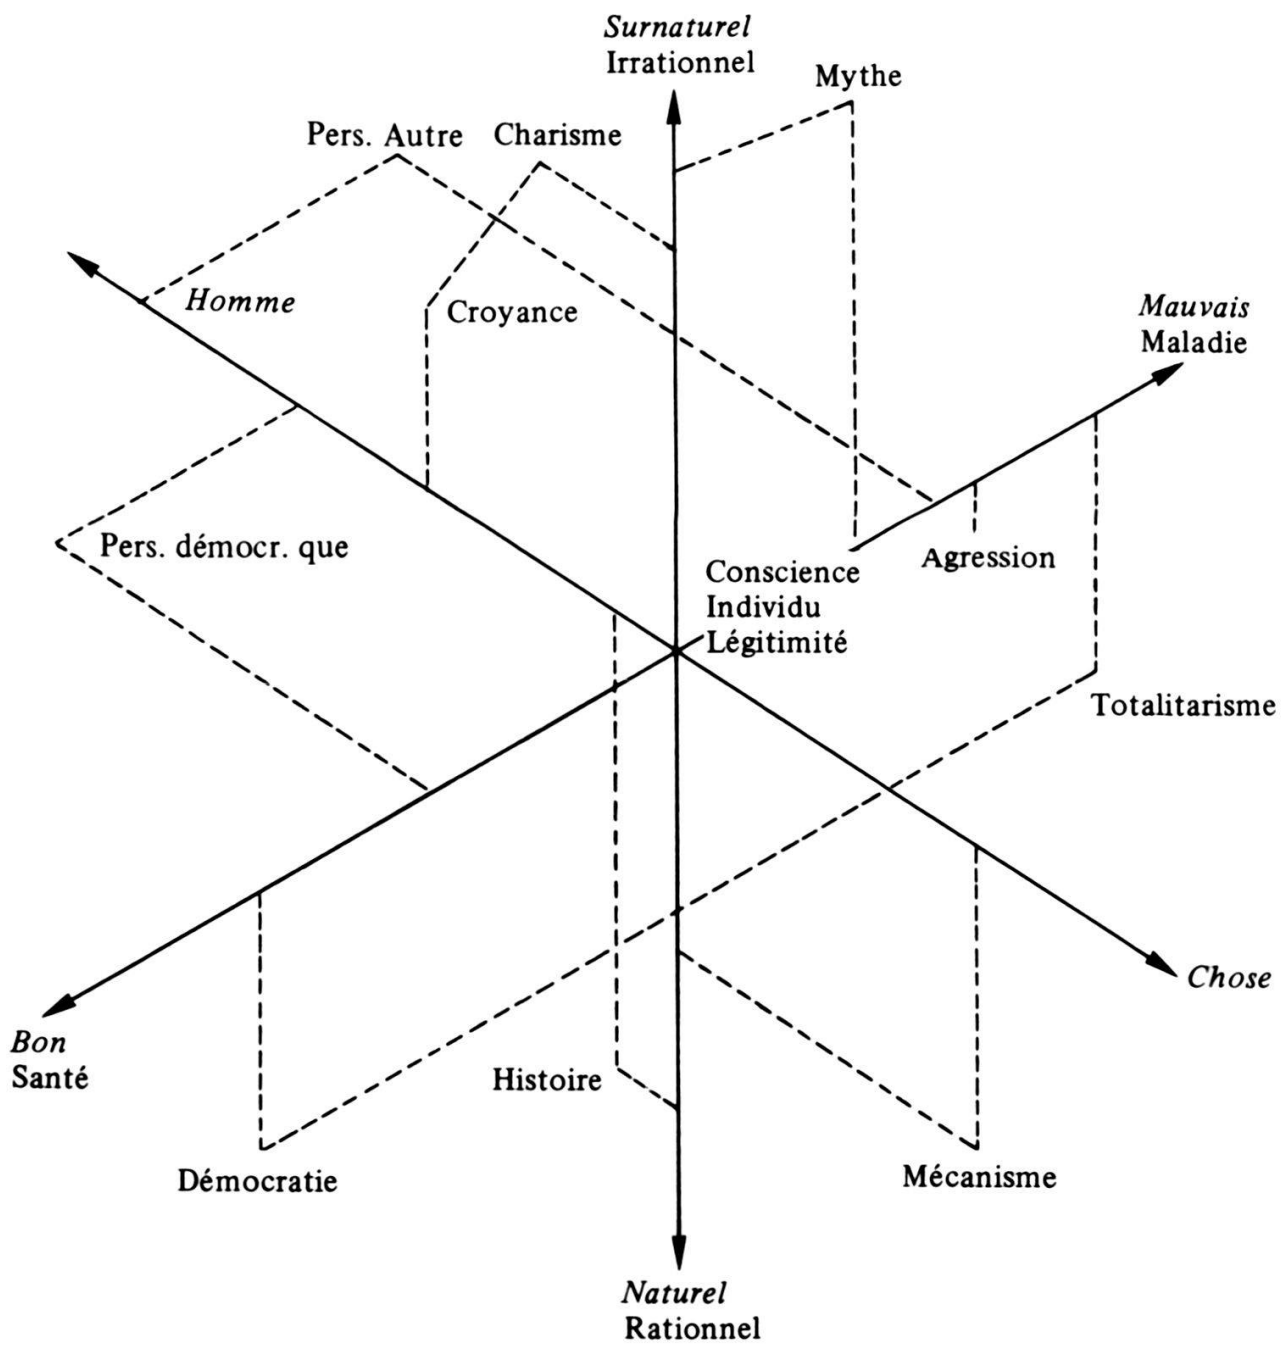 Surnaturel
Irrationnel
Mythe
Pers. Autre
Charisme
Homme
Croyance
Mauvais
Maladie
Pers. démocr. que
Agression
Conscience
Individu
Légitimité
Totalitarisme
Chose
Bon
Santé
Histoire
Démocratie
Mécanisme
Naturel
Rationnel